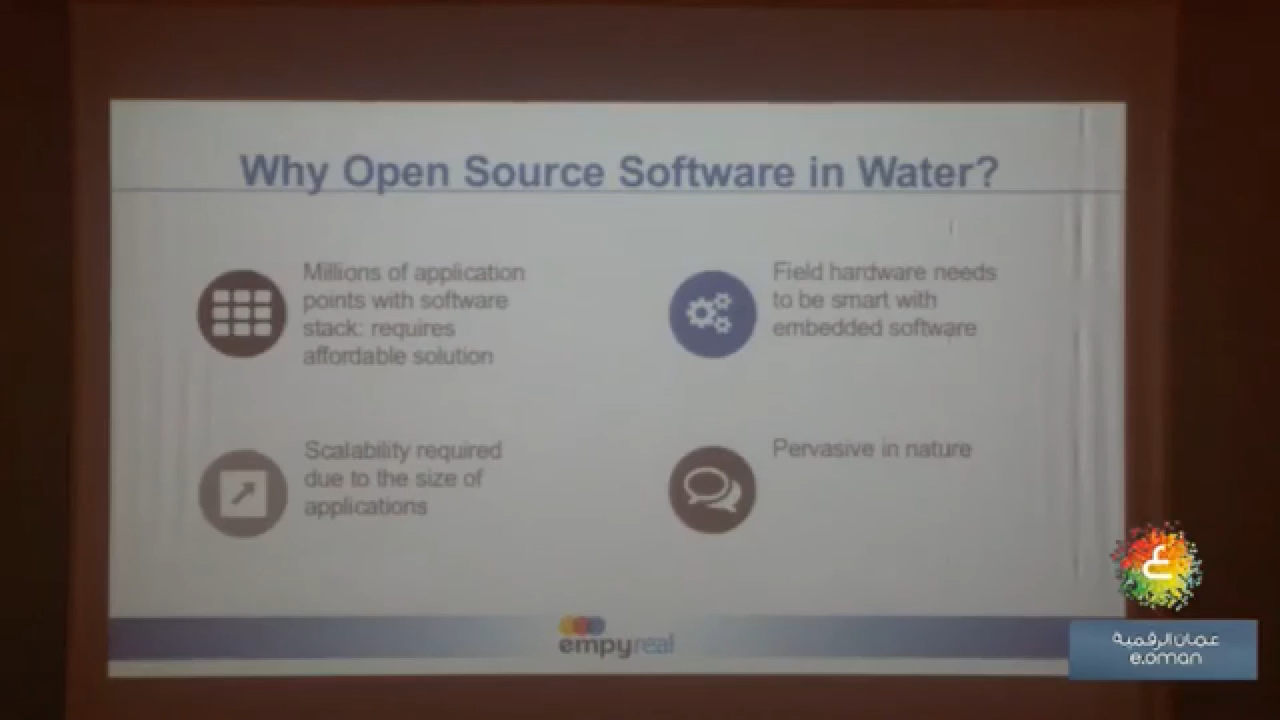 Why Open Source Software in Water?
Millions of application
points with software
stack: requires
affordable solution
Field hardware needs
to be smart with
embedded software
Scalability required
due to the size of
applications
Pervasive in nature
empyreal
ع
عمان الرقمية
e.oman